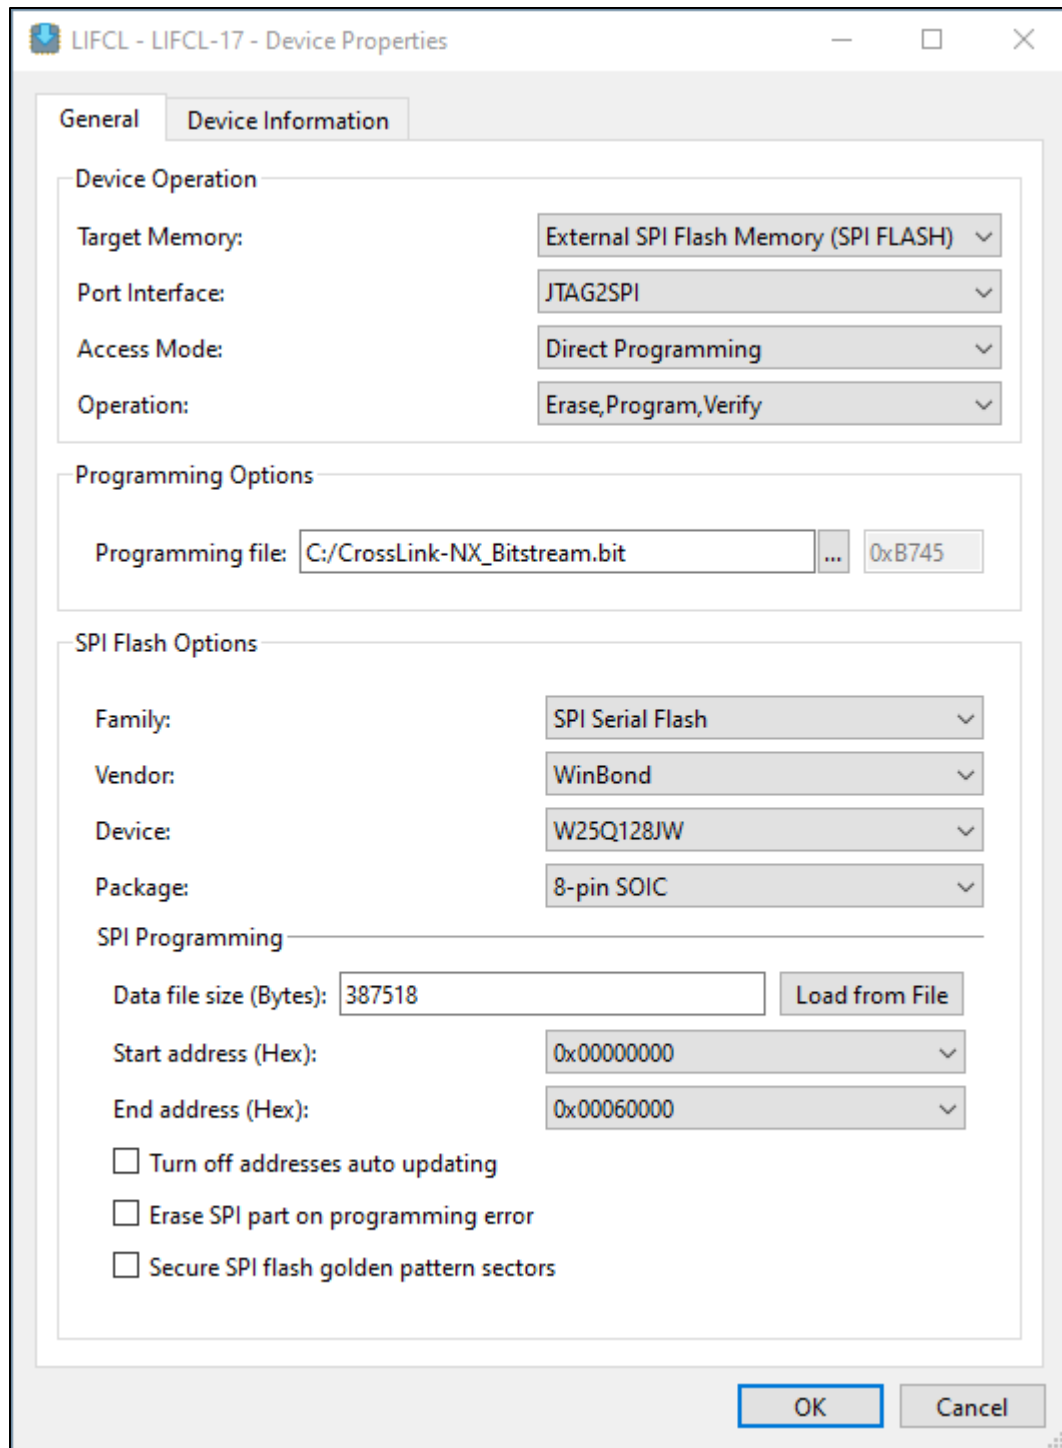 LIFCL - LIFCL-17 - Device Properties
General Device Information
Device Operation
Target Memory: External SPI Flash Memory (SPI FLASH)
Port Interface: JTAG2SPI
Access Mode: Direct Programming
Operation: Erase,Program,Verify
Programming Options
Programming file: C:/CrossLink-NX_Bitstream.bit ... 0xB745
SPI Flash Options
Family: SPI Serial Flash
Vendor: WinBond
Device: W25Q128JW
Package: 8-pin SOIC
SPI Programming
Data file size (Bytes): 387518 Load from File
Start address (Hex): 0x00000000
End address (Hex): 0x00060000
Turn off addresses auto updating
Erase SPI part on programming error
Secure SPI flash golden pattern sectors
OK Cancel